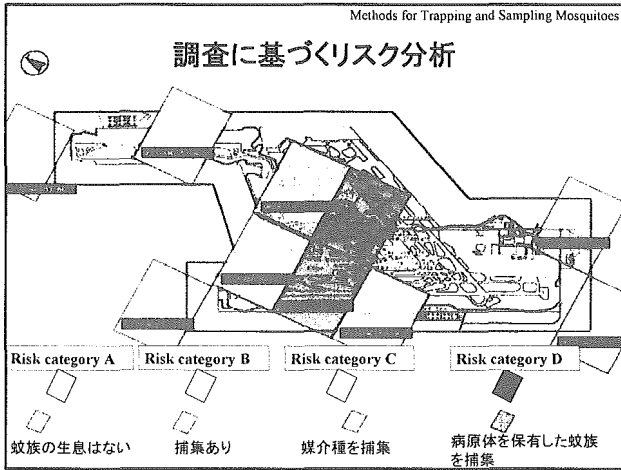 Methods for Trapping and Sampling Mosquitoes
調査に基づくリスク分析
Risk category A
Risk category B
Risk category C
Risk category D
蚊族の生息はない
捕集あり
媒介種を捕集
病原体を保有した蚊族
を捕集